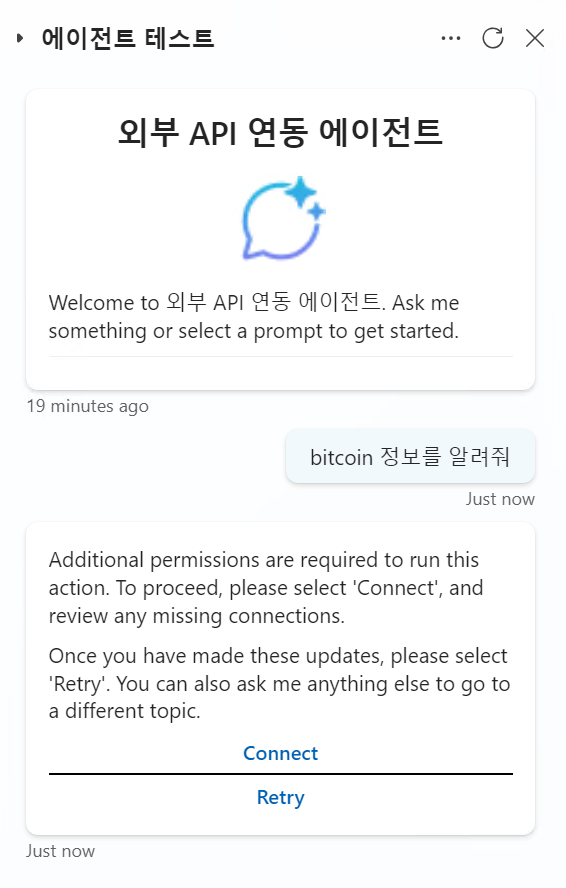 에이전트 테스트
외부 API 연동 에이전트
Welcome to 외부 API 연동 에이전트. Ask me
something or select a prompt to get started.
19 minutes ago
bitcoin 정보를 알려줘
Just now
Additional permissions are required to run this
action. To proceed, please select 'Connect', and
review any missing connections.
Once you have made these updates, please select
'Retry'. You can also ask me anything else to go to
a different topic.
Connect
Retry
Just now